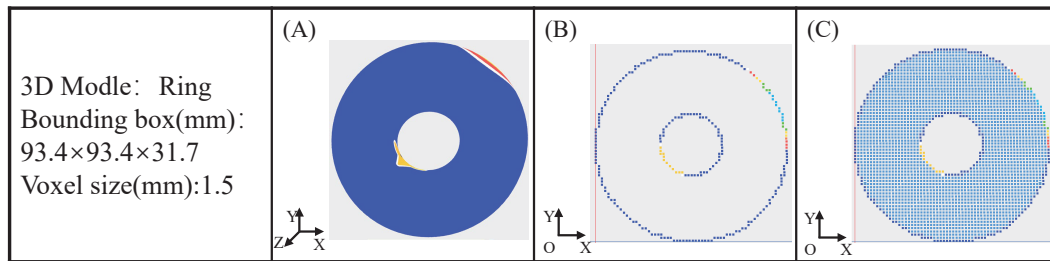 3D Modle： Ring
Bounding box(mm)：
93.4×93.4×31.7
Voxel size(mm):1.5
(A)
Y
Z
X
(B)
Y
O
X
(C)
Y
O
X